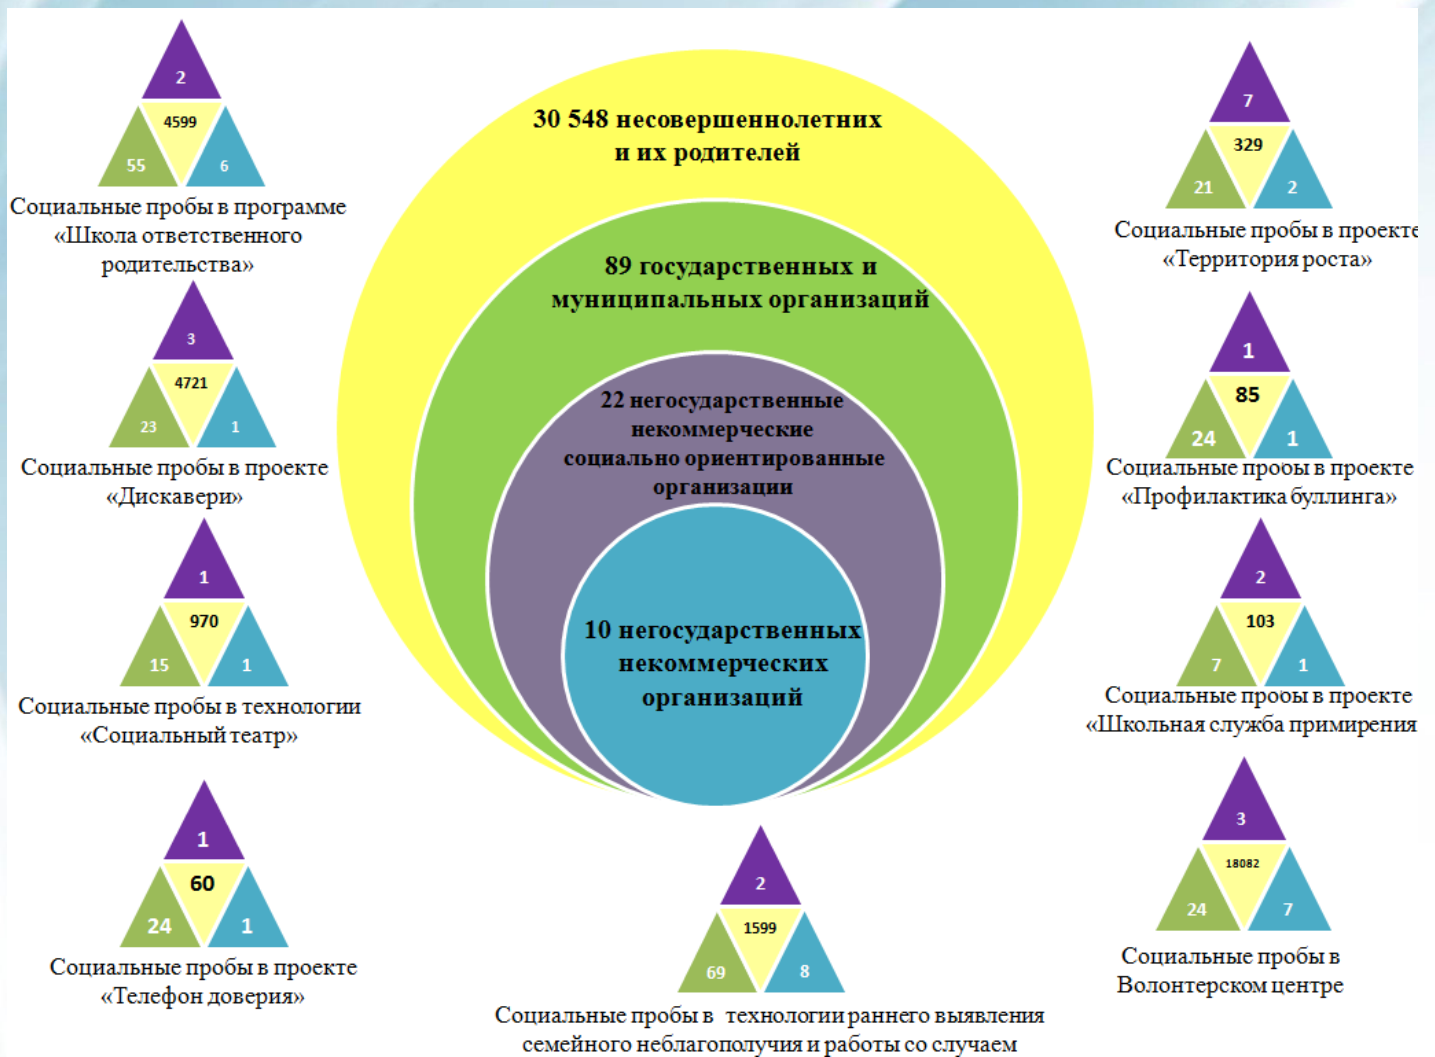 2
4599
55
6
Социальные пробы в программе
«Школа ответственного
родительства»
3
4721
23
1
Социальные пробы в проекте
«Дискавери»
1
970
15
1
Социальные пробы в технологии
«Социальный театр»
1
60
24
1
Социальные пробы в проекте
«Телефон доверия»
30 548 несовершеннолетних
и их родителей
89 государственных и
муниципальных организаций
22 негосударственные
некоммерческие
социально ориентированные
организации
10 негосударственных
некоммерческих
организаций
2
1599
69
8
Социальные пробы в технологии раннего выявления
семейного неблагополучия и работы со случаем
7
329
21
2
Социальные пробы в проекте
«Территория роста»
1
85
24
1
Социальные пробы в проекте
«Профилактика буллинга»
2
103
7
1
Социальные пробы в проекте
«Школьная служба примирения
3
18082
24
7
Социальные пробы в
Волонтерском центре